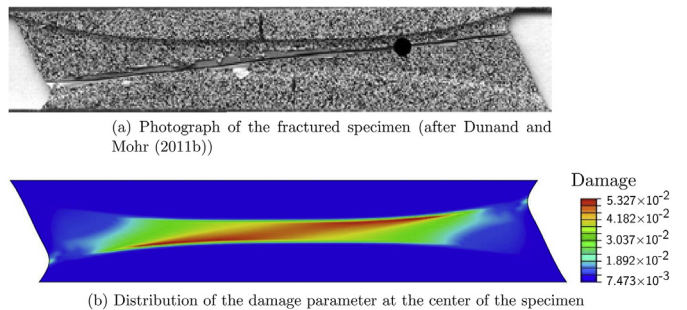 (a) Photograph of the fractured specimen (after Dunand and
Mohr (2011b))
Damage
5.327×10⁻²
4.182×10⁻²
3.037×10⁻²
1.892×10⁻²
7.473×10⁻³
(b) Distribution of the damage parameter at the center of the specimen